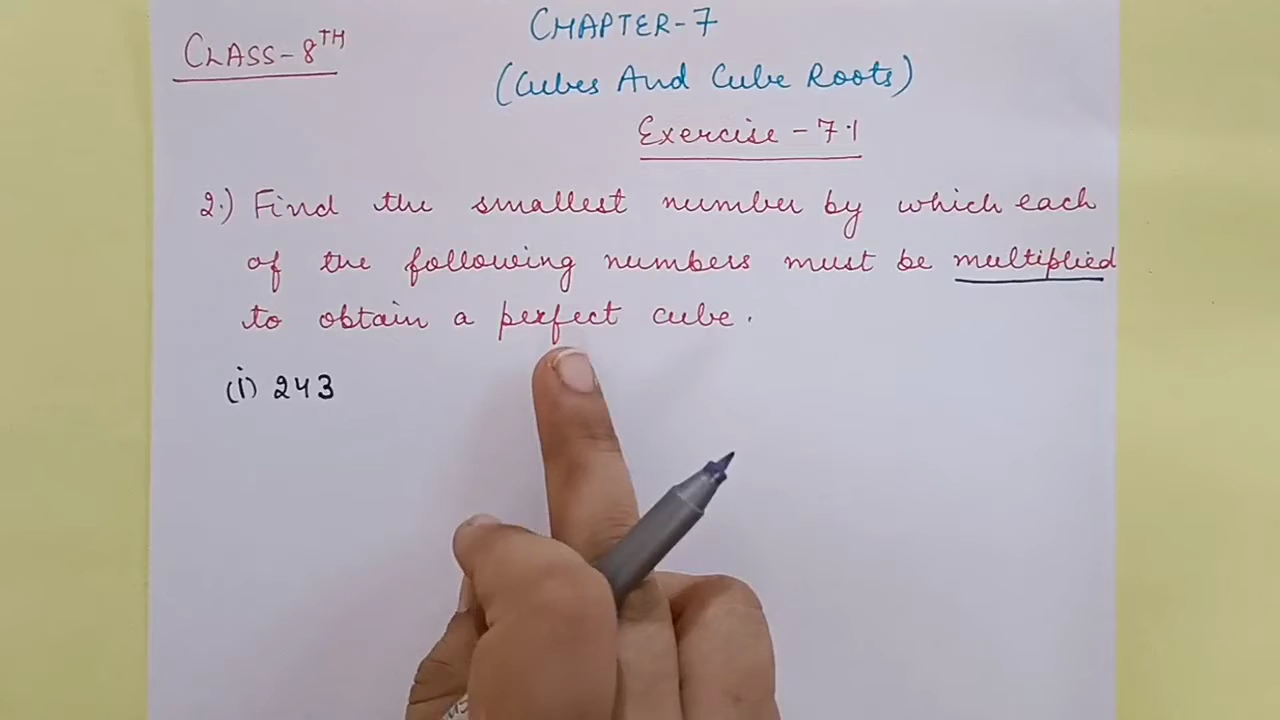 CLASS-8TH
CHAPTER-7
(Cubes And Cube Roots)
Exercise-7.1
2.) Find the smallest number by which each
of the following numbers must be multiplied
to obtain a perfect cube.
(i) 243